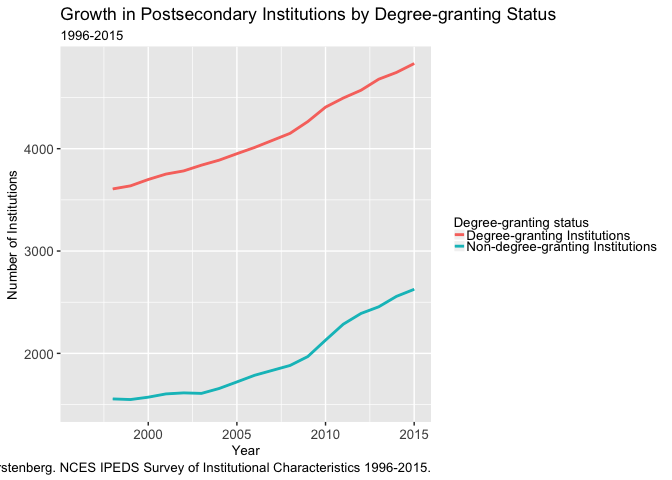 Growth in Postsecondary Institutions by Degree-granting Status
1996-2015
Number of Institutions
4000
3000
2000
2000
2005
2010
2015
Year
Degree-granting status
Degree-granting Institutions
Non-degree-granting Institutions
NCES IPEDS Survey of Institutional Characteristics 1996-2015.